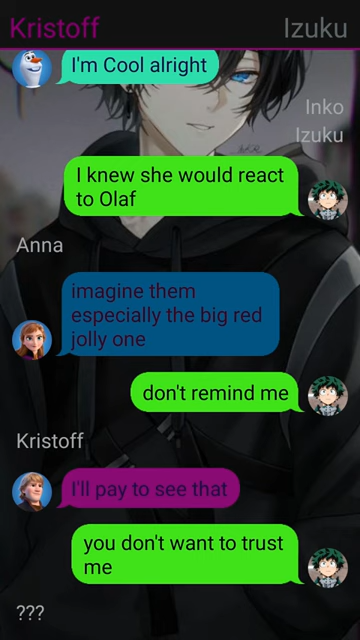 Kristoff
Izuku
I'm Cool alright
Inko
Izuku
I knew she would react
to Olaf
Anna
imagine them
especially the big red
jolly one
don't remind me
Kristoff
I'll pay to see that
you don't want to trust
me
???